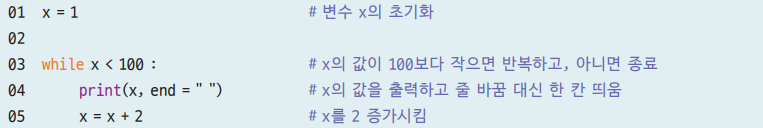 01 x = 1 # 변수 x의 초기화
02
03 while x < 100 : # x의 값이 100보다 작으면 반복하고, 아니면 종료
04 print(x, end = " ") # x의 값을 출력하고 줄 바꿈 대신 한 칸 띄움
05 x = x + 2 # x를 2 증가시킴